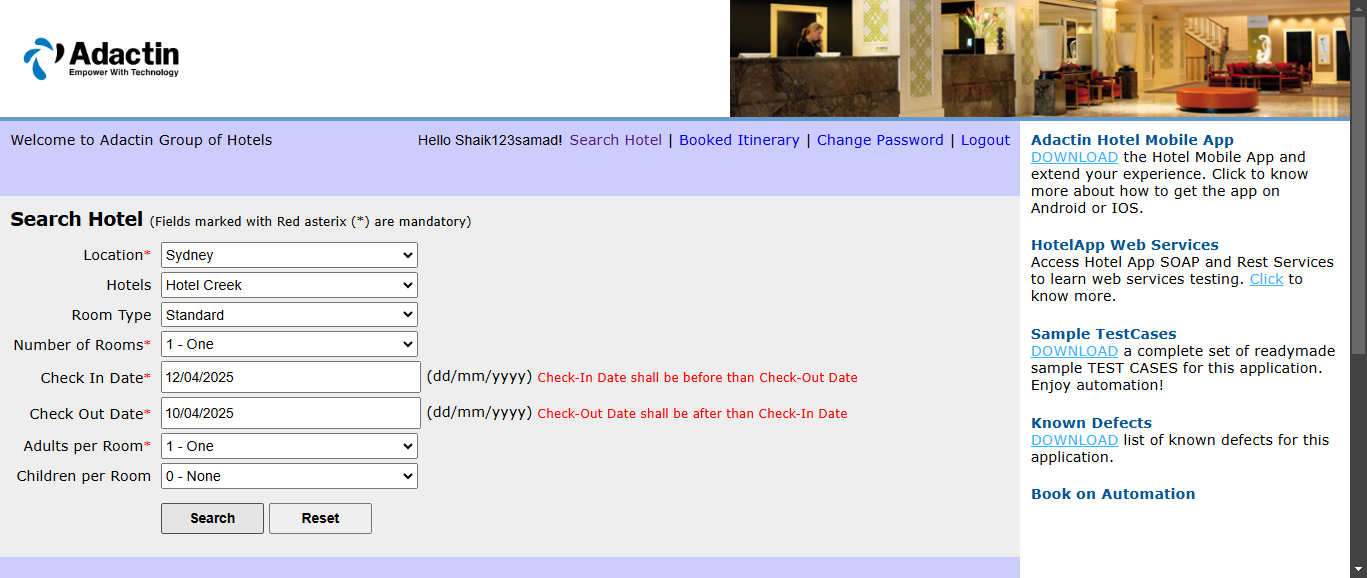 Adactin
Empower With Technology
Welcome to Adactin Group of Hotels
Hello Shaik123samad! Search Hotel | Booked Itinerary | Change Password | Logout
Search Hotel (Fields marked with Red asterix (*) are mandatory)
Location* Sydney
Hotels Hotel Creek
Room Type Standard
Number of Rooms* 1 - One
Check In Date* 12/04/2025 (dd/mm/yyyy) Check-In Date shall be before than Check-Out Date
Check Out Date* 10/04/2025 (dd/mm/yyyy) Check-Out Date shall be after than Check-In Date
Adults per Room* 1 - One
Children per Room 0 - None
Search Reset
Adactin Hotel Mobile App
DOWNLOAD the Hotel Mobile App and
extend your experience. Click to know
more about how to get the app on
Android or IOS.
HotelApp Web Services
Access Hotel App SOAP and Rest Services
to learn web services testing. Click to
know more.
Sample TestCases
DOWNLOAD a complete set of readymade
sample TEST CASES for this application.
Enjoy automation!
Known Defects
DOWNLOAD list of known defects for this
application.
Book on Automation